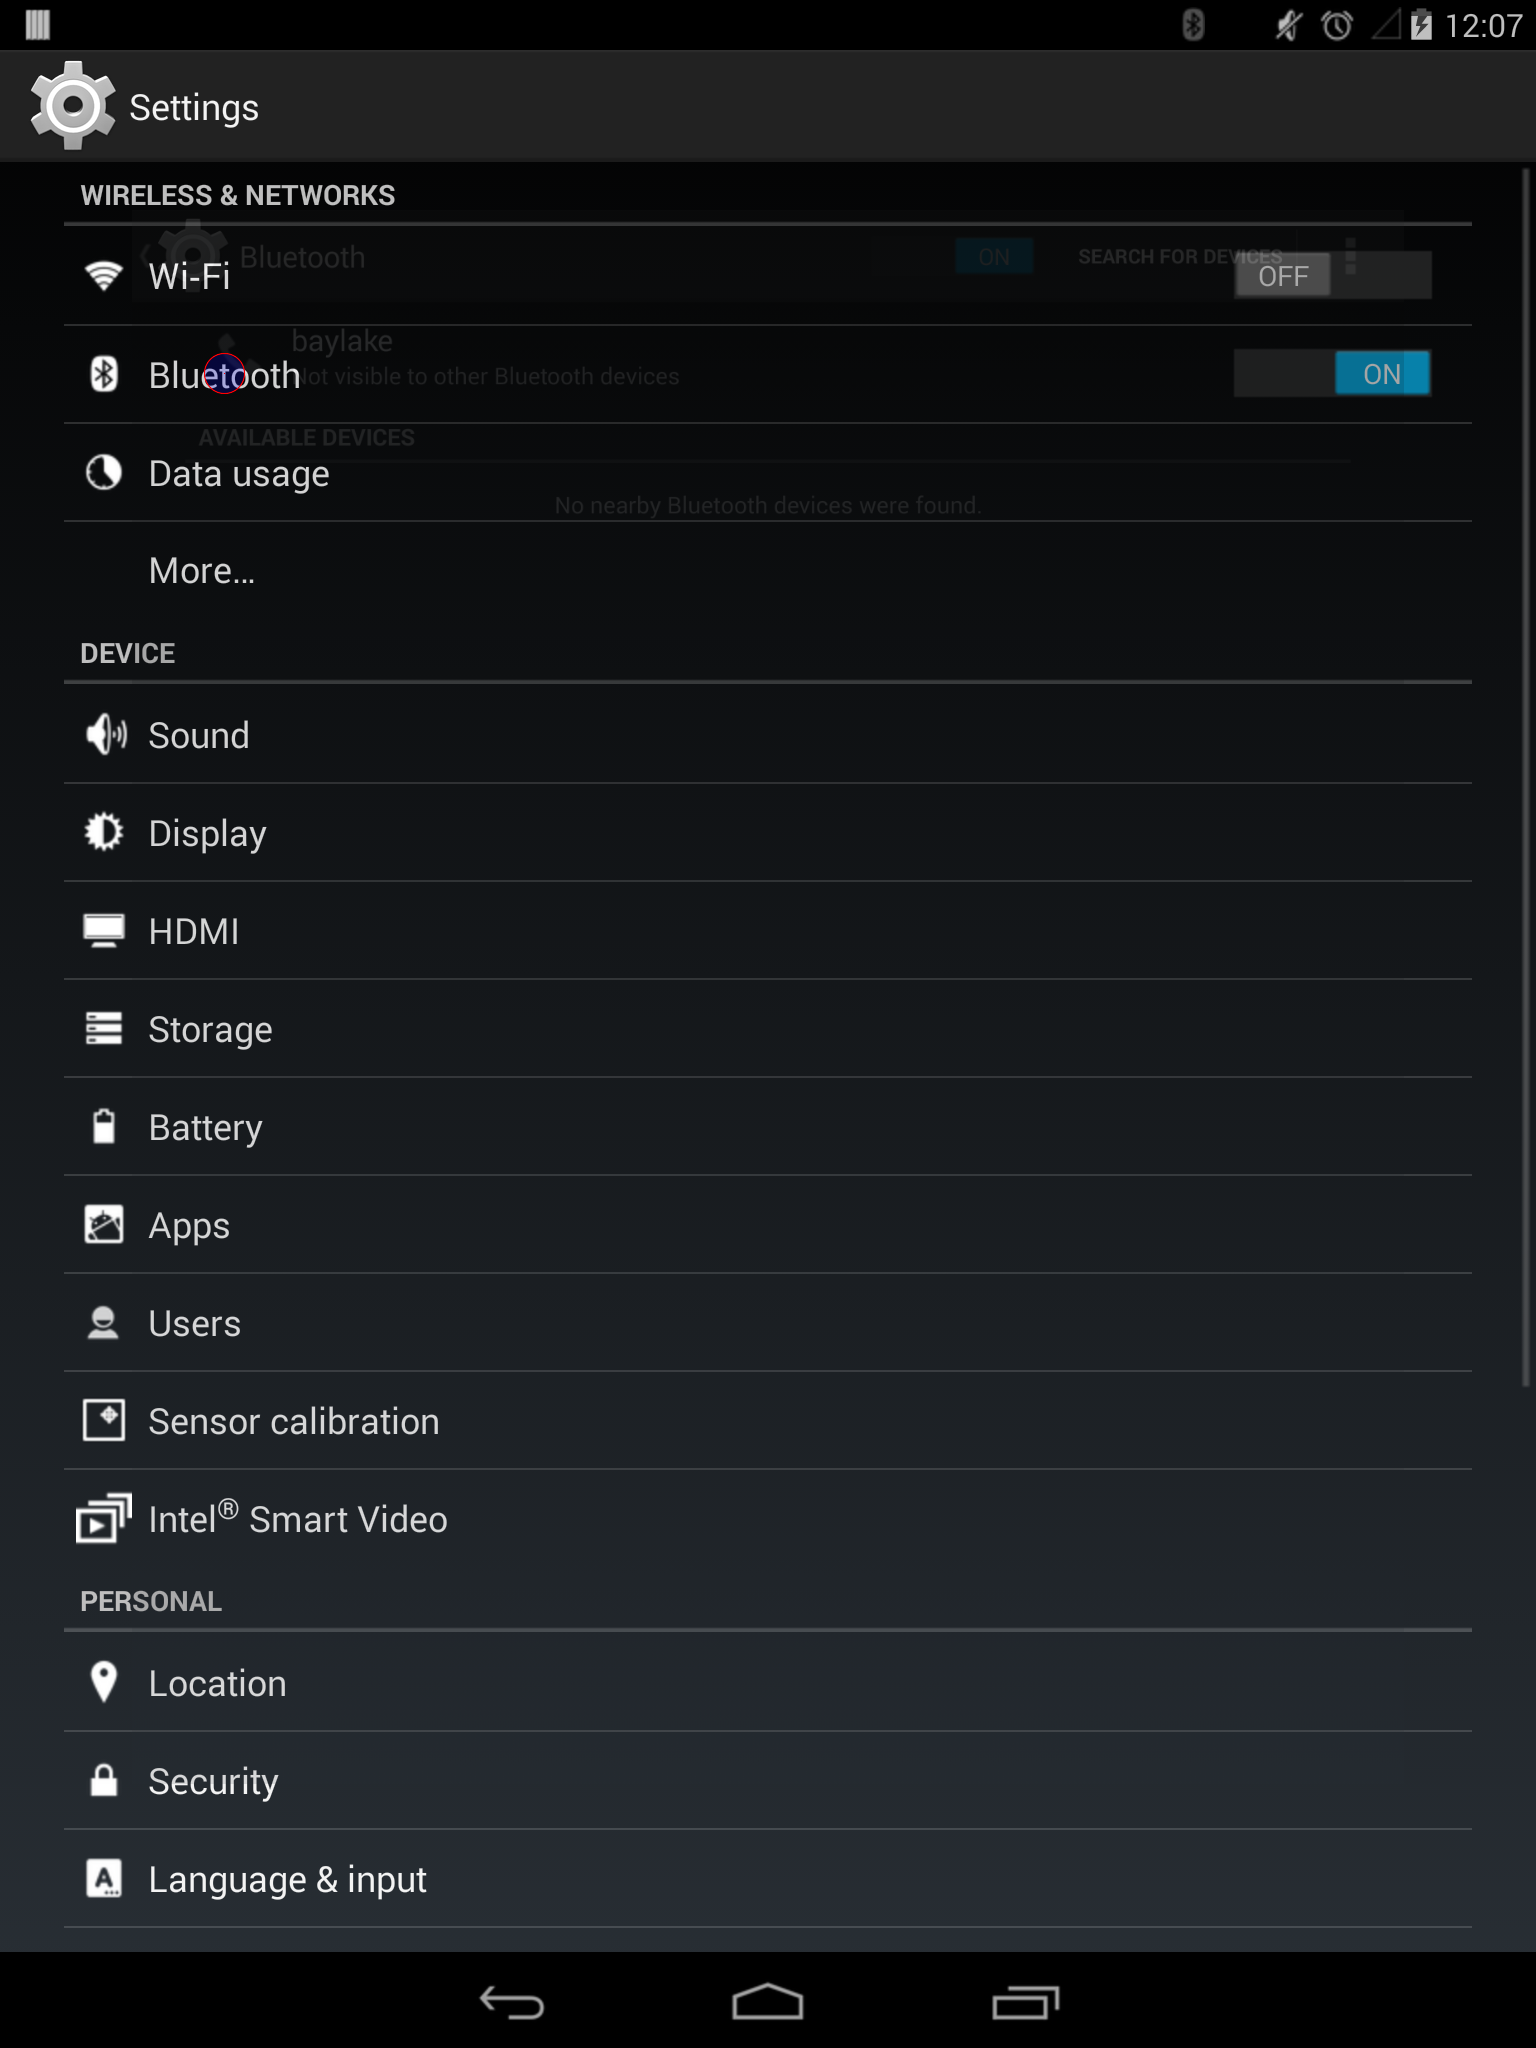 12:07
Settings
WIRELESS & NETWORKS
Bluetooth
ON
SEARCH FOR DEVICES
Wi-Fi
OFF
baylake
Bluetooth
Not visible to other Bluetooth devices
ON
AVAILABLE DEVICES
Data usage
No nearby Bluetooth devices were found.
More...
DEVICE
Sound
Display
HDMI
Storage
Battery
Apps
Users
Sensor calibration
Intel® Smart Video
PERSONAL
Location
Security
Language & input